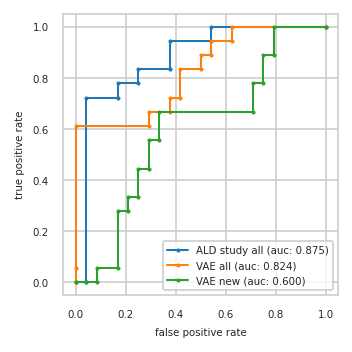 1.0
0.8
0.6
0.4
0.2
0.0
true positive rate
ALD study all (auc: 0.875)
VAE all (auc: 0.824)
VAE new (auc: 0.600)
0.0 0.2 0.4 0.6 0.8 1.0
false positive rate